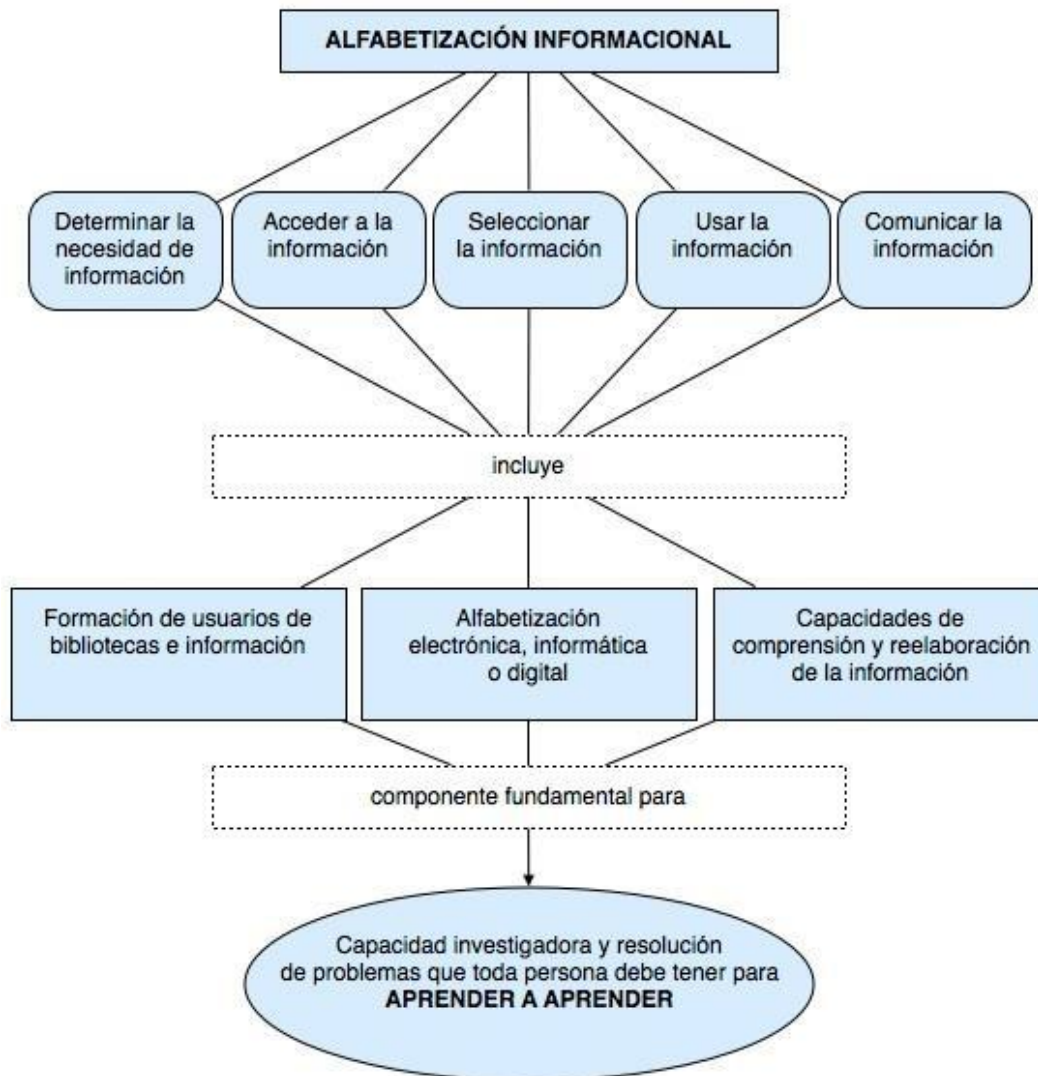 ALFABETIZACIÓN INFORMACIONAL
Determinar la
necesidad de
información
Acceder a la
información
Seleccionar
la información
Usar la
información
Comunicar la
información
incluye
Formación de usuarios de
bibliotecas e información
Alfabetización
electrónica, informática
o digital
Capacidades de
comprensión y reelaboración
de la información
componente fundamental para
Capacidad investigadora y resolución
de problemas que toda persona debe tener para
APRENDER A APRENDER